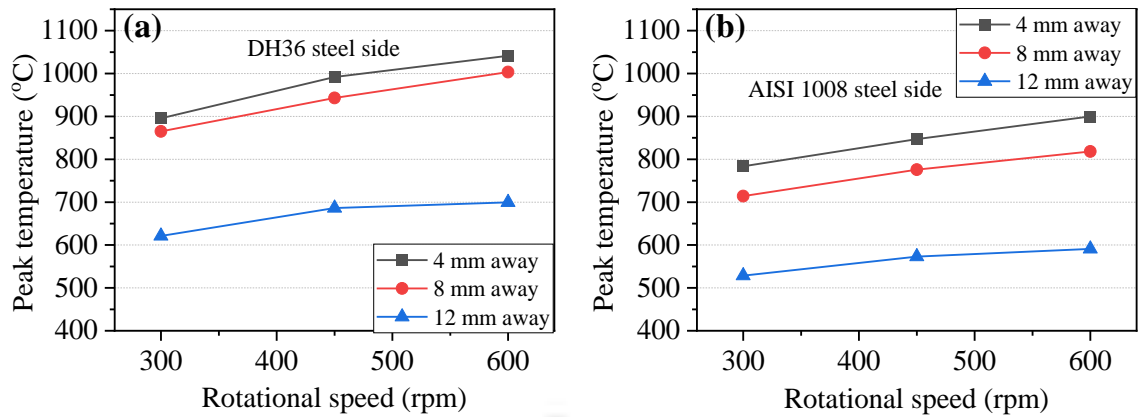 (a)
DH36 steel side
Peak temperature (°C)
1100
1000
900
800
700
600
500
400
4 mm away
8 mm away
12 mm away
300
400
500
600
Rotational speed (rpm)
(b)
4 mm away
8 mm away
12 mm away
AISI 1008 steel side
Peak temperature (°C)
1100
1000
900
800
700
600
500
400
300
400
500
600
Rotational speed (rpm)